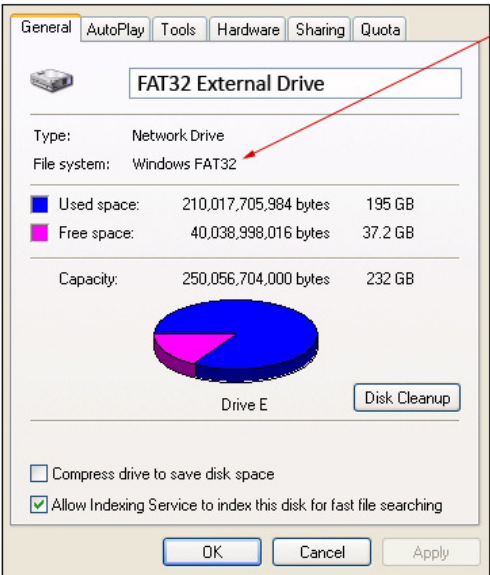 General AutoPlay Tools Hardware Sharing Quota
FAT32 External Drive
Type: Network Drive
File system: Windows FAT32
Used space: 210,017,705,984 bytes 195 GB
Free space: 40,038,998,016 bytes 37.2 GB
Capacity: 250,056,704,000 bytes 232 GB
Drive E
Disk Cleanup
Compress drive to save disk space
Allow Indexing Service to index this disk for fast file searching
OK Cancel Apply